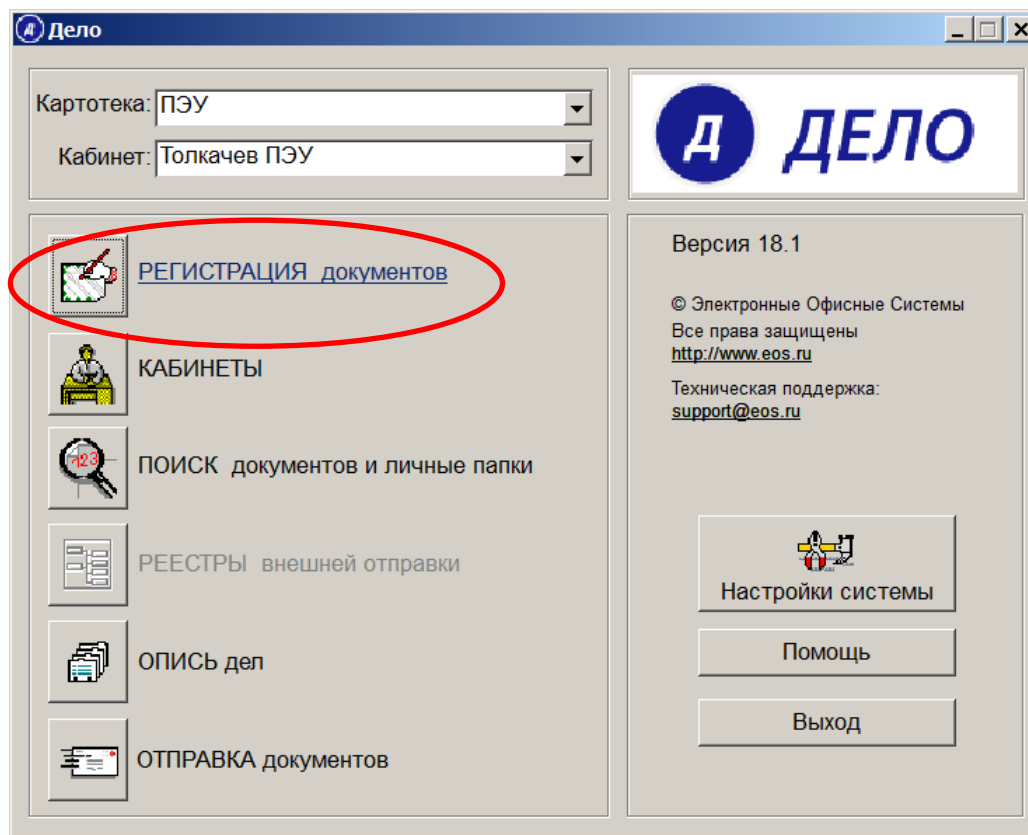 Дело
Картотека: ПЭУ
Кабинет: Толкачев ПЭУ
Д ДЕЛО
РЕГИСТРАЦИЯ документов
КАБИНЕТЫ
123
ПОИСК документов и личные папки
РЕЕСТРЫ внешней отправки
ОПИСЬ дел
ОТПРАВКА документов
Версия 18.1
© Электронные Офисные Системы
Все права защищены
http://www.eos.ru
Техническая поддержка:
support@eos.ru
Настройки системы
Помощь
Выход